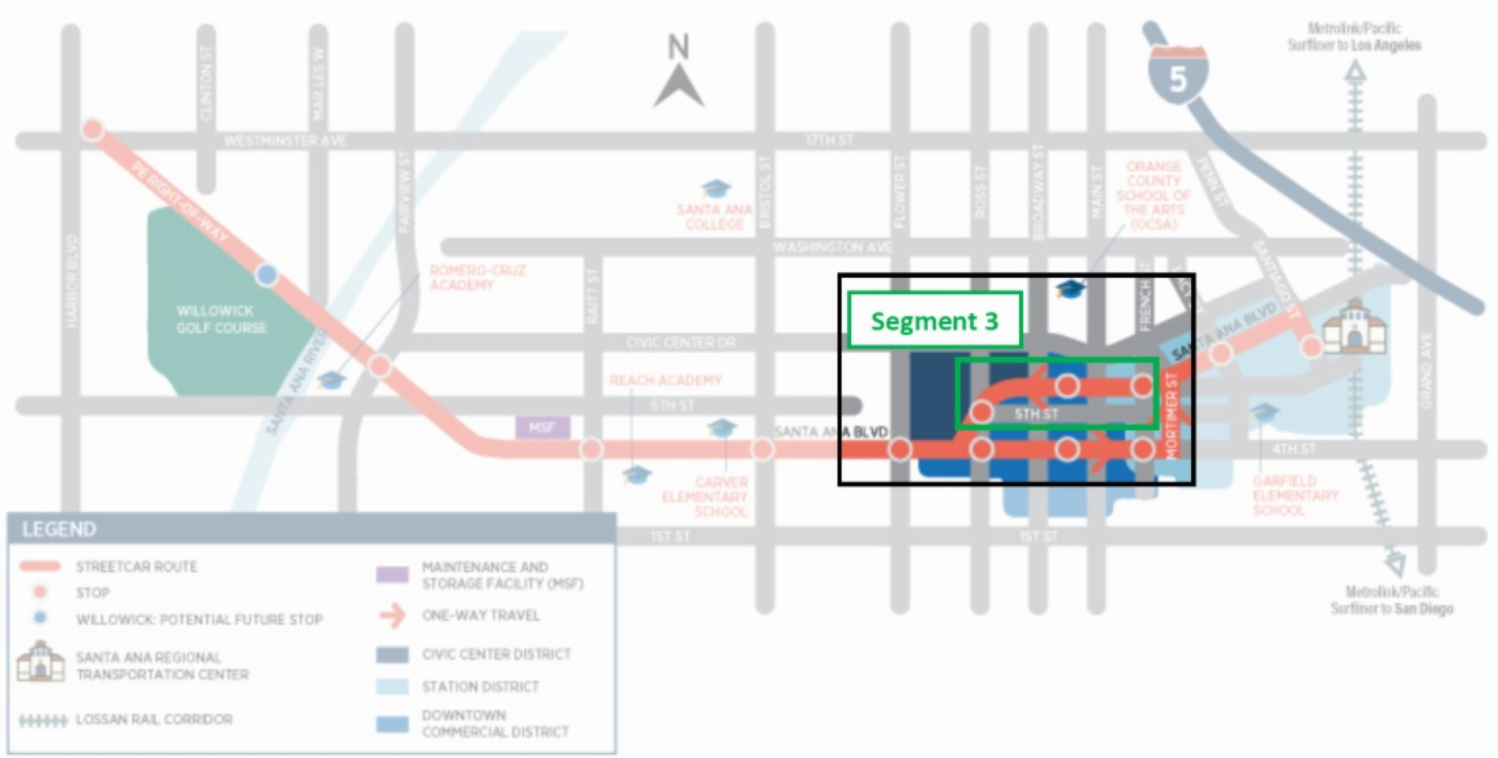 Metrolink/Pacific
Surfliner to Los Angeles
N
5
CLINTON ST
MAR LES W
WESTMINSTER AVE
17TH ST
PE RIGHT-OF-WAY
FAIRVIEW ST
BRISTOL ST
FLOWER ST
ROSS ST
BROADWAY ST
MAIN ST
PENN ST
ORANGE
COUNTY
SCHOOL OF
THE ARTS
(OCSA)
SANTA ANA
COLLEGE
WASHINGTON AVE
HARBOR BLVD
ROMERO-CRUZ
ACADEMY
RAITT ST
FRENCH ST
SANTIAGO ST
WILLOWICK
GOLF COURSE
Segment 3
SANTA ANA BLVD
CIVIC CENTER DR
SANTA ANA RIVER
GRAND AVE
REACH ACADEMY
5TH ST
5TH ST
MORTIMER ST
MSF
SANTA ANA BLVD
4TH ST
CARVER
ELEMENTARY
SCHOOL
GARFIELD
ELEMENTARY
SCHOOL
1ST ST
1ST ST
Metrolink/Pacific
Surfliner to San Diego
LEGEND
STREETCAR ROUTE
STOP
WILLOWICK: POTENTIAL FUTURE STOP
SANTA ANA REGIONAL
TRANSPORTATION CENTER
LOSSAN RAIL CORRIDOR
MAINTENANCE AND
STORAGE FACILITY (MSF)
ONE-WAY TRAVEL
CIVIC CENTER DISTRICT
STATION DISTRICT
DOWNTOWN
COMMERCIAL DISTRICT